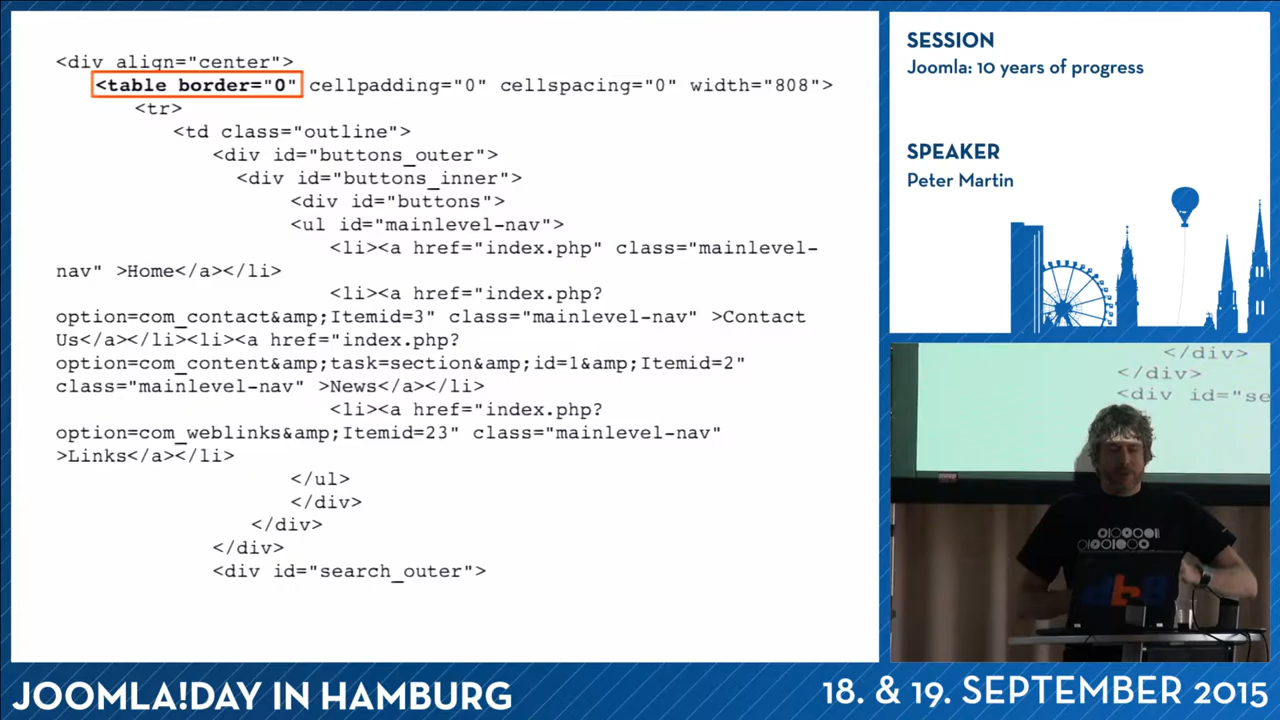 <div align="center">
<table border="0" cellpadding="0" cellspacing="0" width="808">
<tr>
<td class="outline">
<div id="buttons_outer">
<div id="buttons_inner">
<div id="buttons">
<ul id="mainlevel-nav">
<li><a href="index.php" class="mainlevel-
nav" >Home</a></li>
<li><a href="index.php?
option=com_contact&amp;Itemid=3" class="mainlevel-nav" >Contact
Us</a></li><li><a href="index.php?
option=com_content&amp;task=section&amp;id=1&amp;Itemid=2"
class="mainlevel-nav" >News</a></li>
<li><a href="index.php?
option=com_weblinks&amp;Itemid=23" class="mainlevel-nav"
>Links</a></li>
</ul>
</div>
</div>
</div>
<div id="search_outer">
SESSION
Joomla: 10 years of progress
SPEAKER
Peter Martin
</div>
</div>
<div id="se
db8
JOOMLA!DAY IN HAMBURG
18. & 19. SEPTEMBER 2015